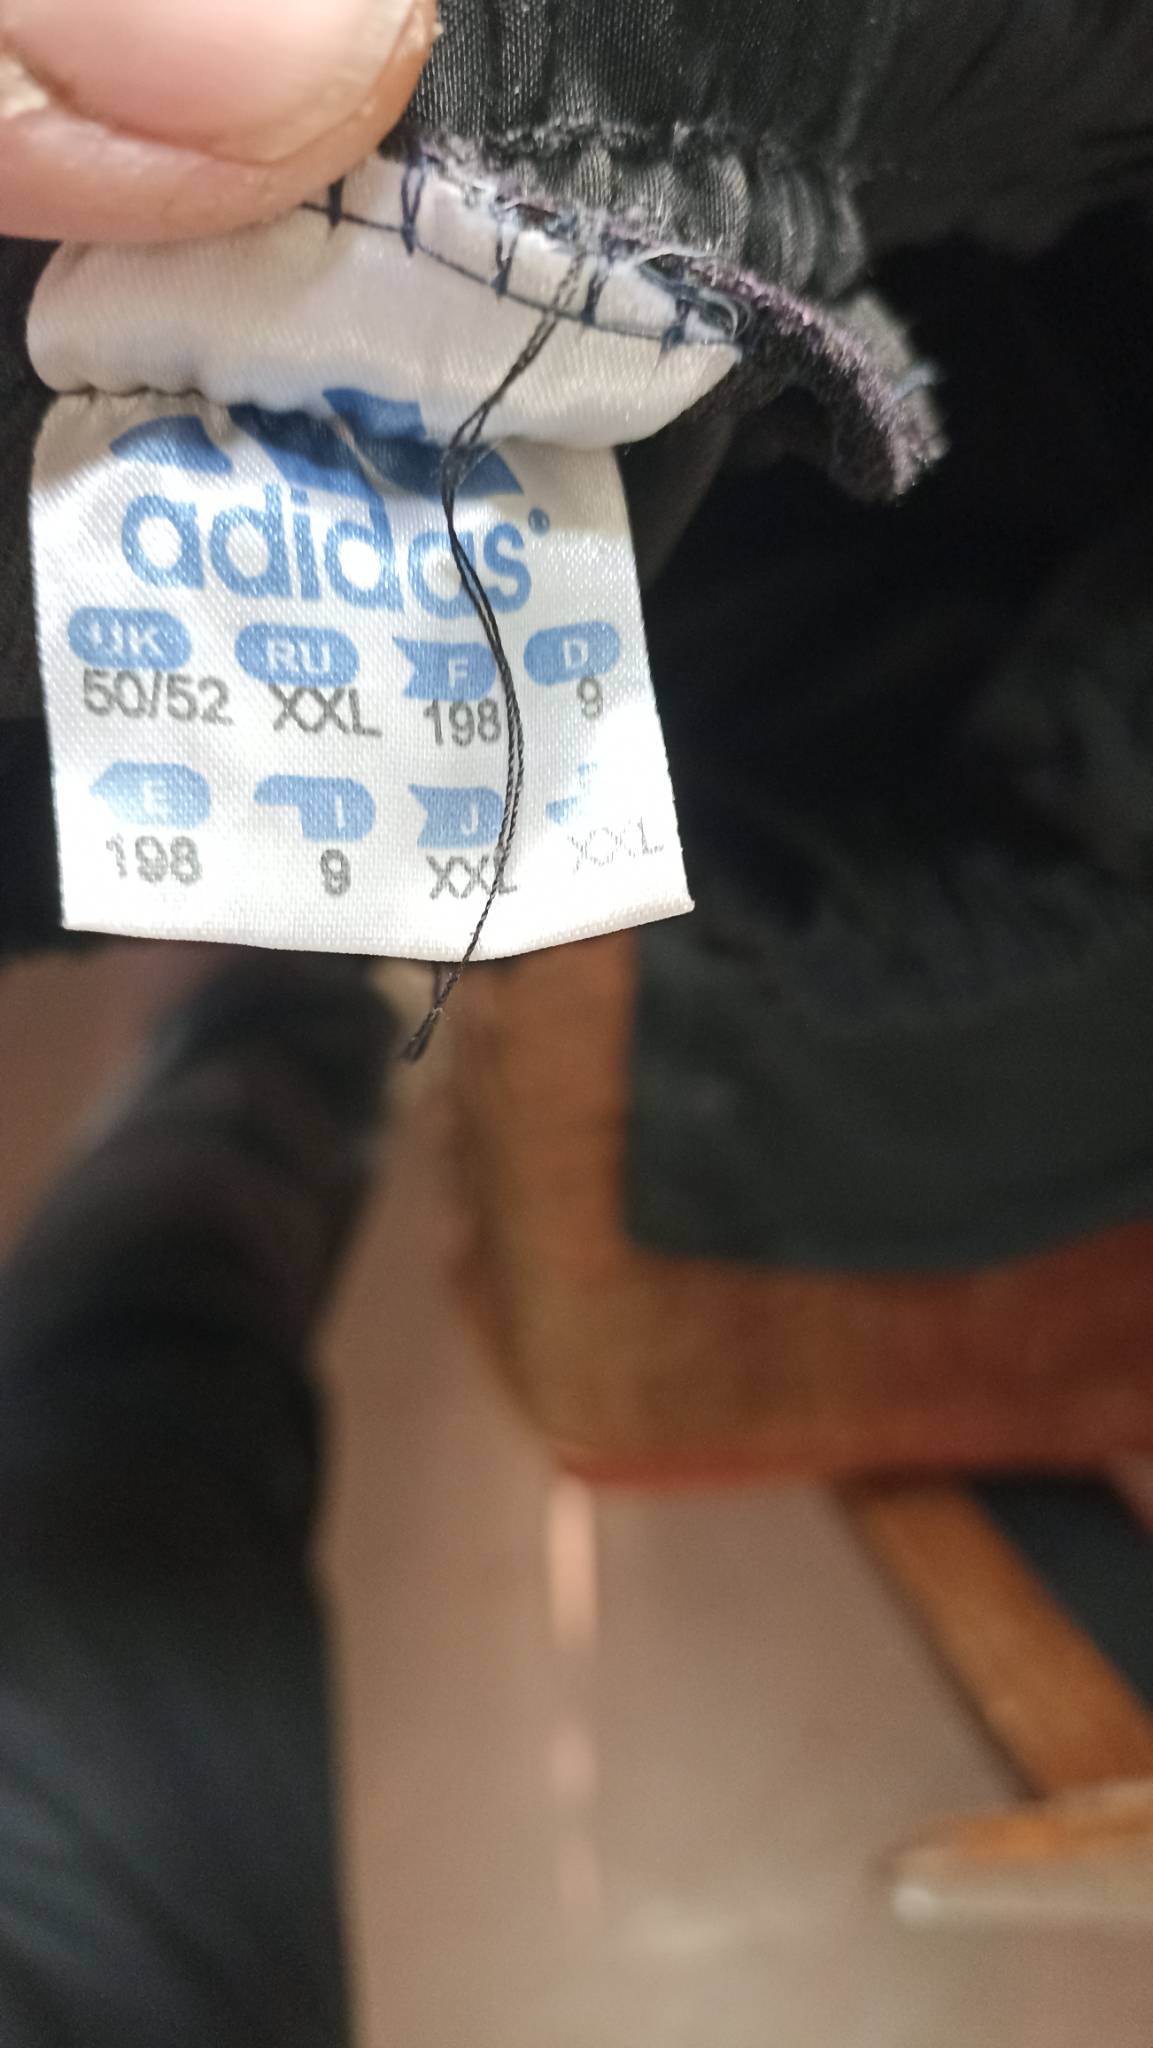 adidas®
UK RU F D
50/52 XXL 198 9
E I J
198 9 XXL XXL